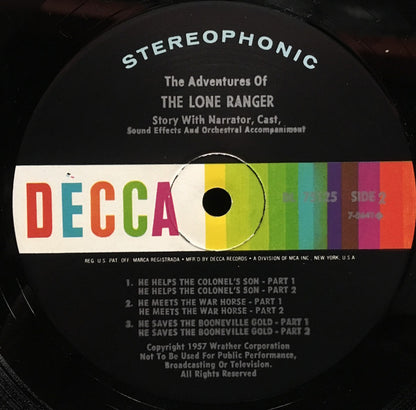 STEREOPHONIC
The Adventures Of
THE LONE RANGER
Story With Narrator, Cast,
Sound Effects And Orchestral Accompaniment
DECCA
SIDE 2
REG. U.S. PAT. OFF. MARCA REGISTRADA • MFR'D BY DECCA RECORDS • A DIVISION OF MCA INC., NEW YORK, U.S.A
1. HE HELPS THE COLONEL'S SON - PART 1
HE HELPS THE COLONEL'S SON - PART 2
2. HE MEETS THE WAR HORSE - PART 1
HE MEETS THE WAR HORSE - PART 2
3. HE SAVES THE BOONEVILLE GOLD - PART 1
HE SAVES THE BOONEVILLE GOLD - PART 2
Copyright 1957 Wrather Corporation
Not To Be Used For Public Performance,
Broadcasting Or Television.
All Rights Reserved